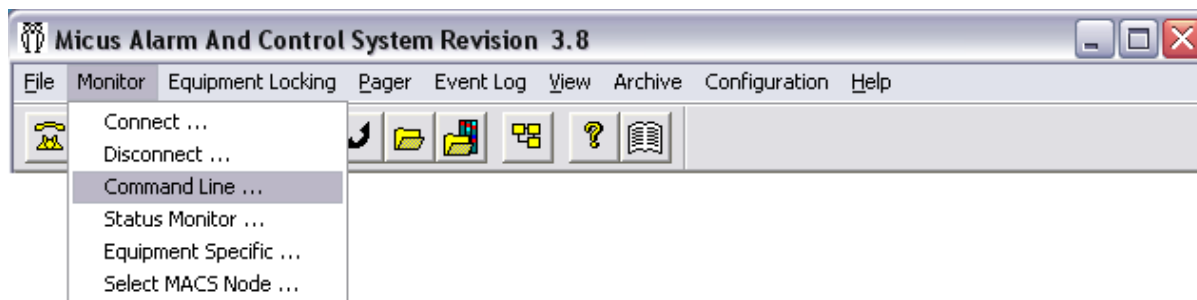 Micus Alarm And Control System Revision 3.8
File Monitor Equipment Locking Pager Event Log View Archive Configuration Help
Connect ...
Disconnect ...
Command Line ...
Status Monitor ...
Equipment Specific ...
Select MACS Node ...